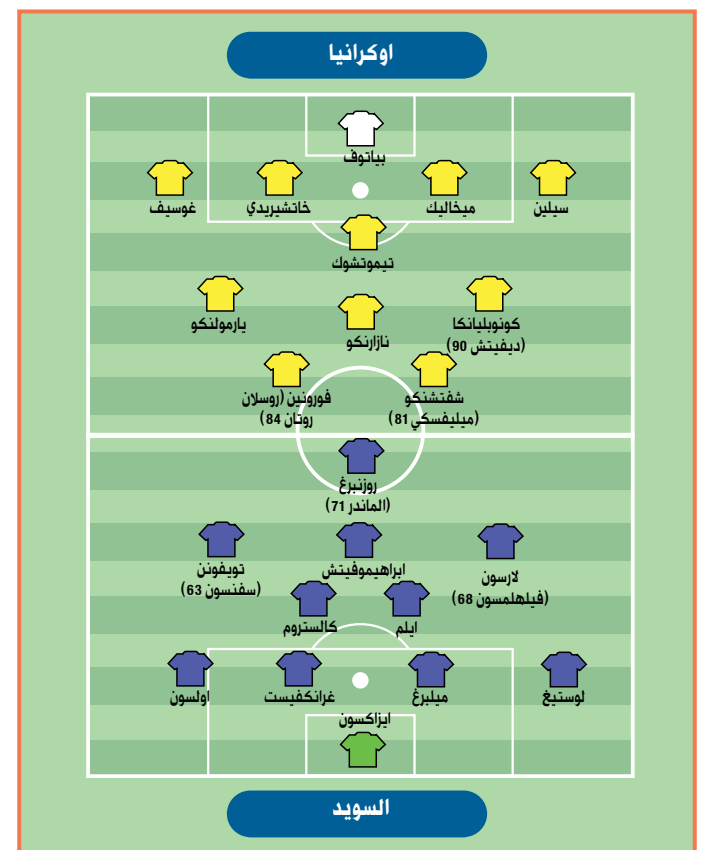 اوكرانيا
بياتوف
سيلين
ميخاليك
خاتشيريدي
غوسيف
تيموتشوك
كونوبليانكا
(ديفيتش 90)
نازارنكو
يارمولنكو
شفتشنكو
(ميليفسكي 81)
فورونين (روسلان
روتان 84)
روزنبرغ
(الماندر 71)
لارسون
(فيلهلمسون 68)
ابراهيموفيتش
تويفونن
(سفنسون 63)
ايلم
كالستروم
لوستيغ
ميلبرغ
غرانكفيست
اولسون
ايزاكسون
السويد